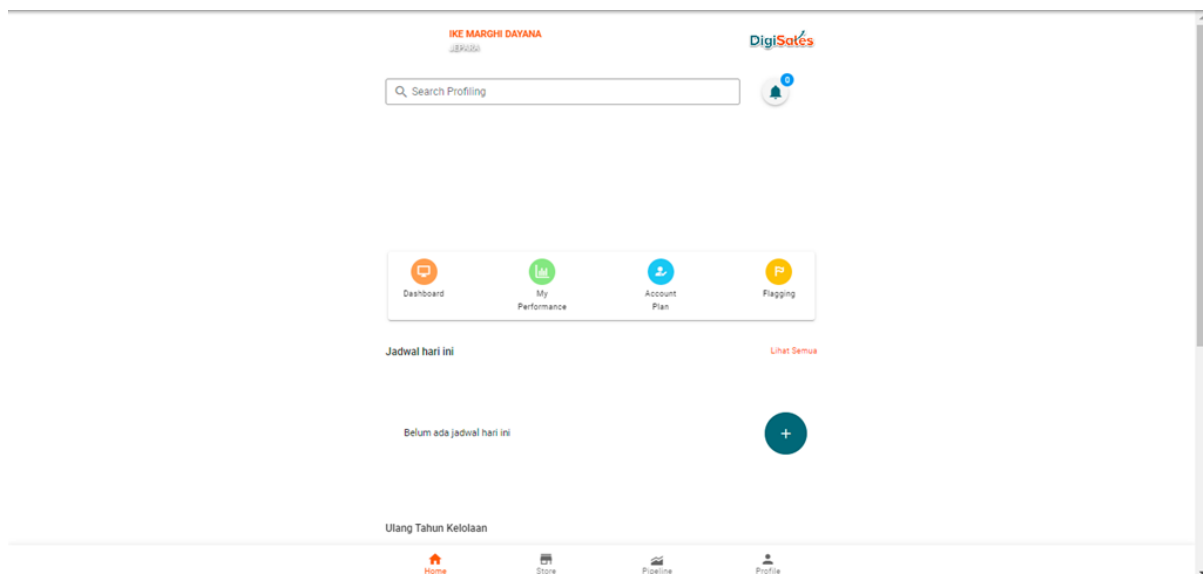 IKE MARGHI DAYANA
JEPARA
DigiSales
Search Profiling
0
Dashboard
My
Performance
Account
Plan
Flagging
Jadwal hari ini
Lihat Semua
Belum ada jadwal hari ini
+
Ulang Tahun Kelolaan
Home
Store
Pipeline
Profile